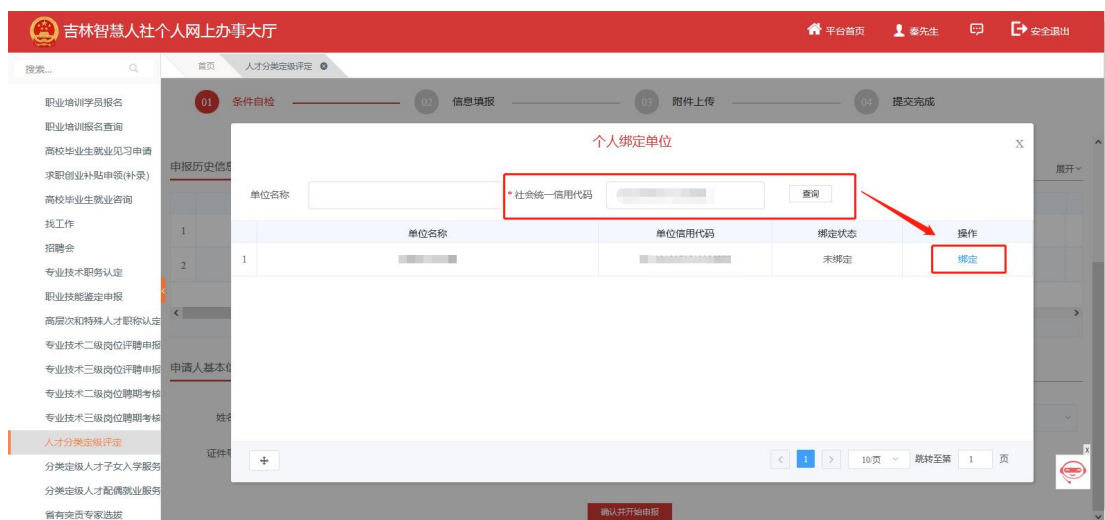 吉林智慧人社个人网上办事大厅
平台首页
秦先生
安全退出
搜索...
首页
人才分类定级评定
职业培训学员报名
职业培训报名查询
高校毕业生就业见习申请
求职创业补贴申领(补录)
高校毕业生就业咨询
找工作
招聘会
专业技术职务认定
职业技能鉴定申报
高层次和特殊人才职称认定
专业技术二级岗位评聘申报
专业技术三级岗位评聘申报
专业技术二级岗位聘期考核
专业技术三级岗位聘期考核
人才分类定级评定
分类定级人才子女入学服务
分类定级人才配偶就业服务
省有突贡专家选拔
01 条件自检
02 信息填报
03 附件上传
04 提交完成
申报历史信息
展开
1
2
申请人基本信
姓名
证件号
个人绑定单位
X
单位名称
*社会统一信用代码
查询
单位名称 单位信用代码 绑定状态 操作
1 未绑定 绑定
< 1 > 10/页 跳转至第 1 页
X
确认并开始申报